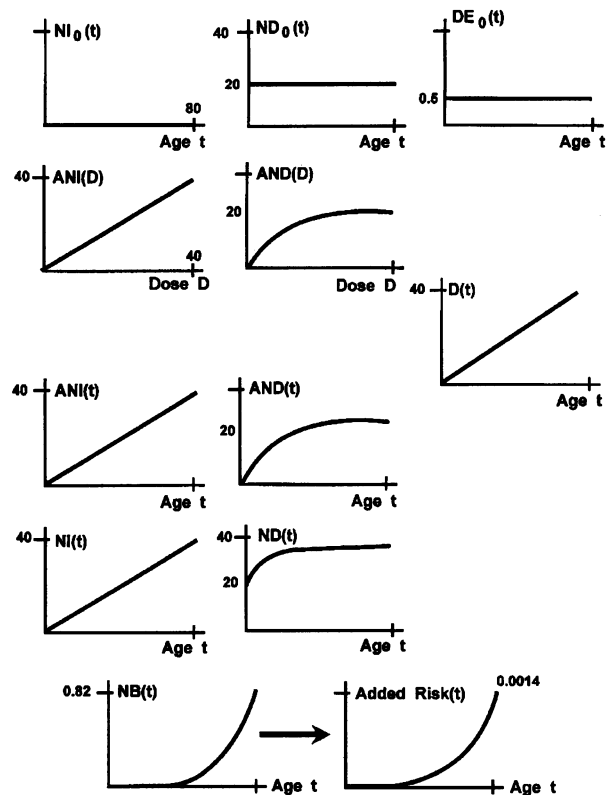 NI0(t)
80
Age t
40
ND0(t)
20
Age t
DE0(t)
0.5
Age t
40
ANI(D)
40
Dose D
AND(D)
20
Dose D
40
D(t)
Age t
40
ANI(t)
Age t
AND(t)
20
Age t
40
NI(t)
Age t
40
ND(t)
20
Age t
0.82
NB(t)
Age t
Added Risk(t)
0.0014
Age t